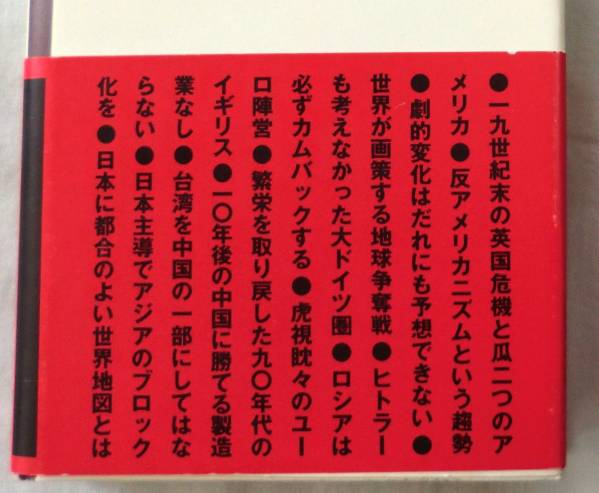 ●一九世紀末の英国危機と瓜二つのア
メリカ●反アメリカニズムという趨勢
●劇的変化はだれにも予想できない●
世界が画策する地球争奪戦●ヒトラー
も考えなかった大ドイツ圏●ロシアは
必ずカムバックする●虎視眈々のユー
ロ陣営●繁栄を取り戻した九〇年代の
イギリス●一〇年後の中国に勝てる製造
業なし●台湾を中国の一部にしてはな
らない●日本主導でアジアのブロック
化を●日本に都合のよい世界地図とは